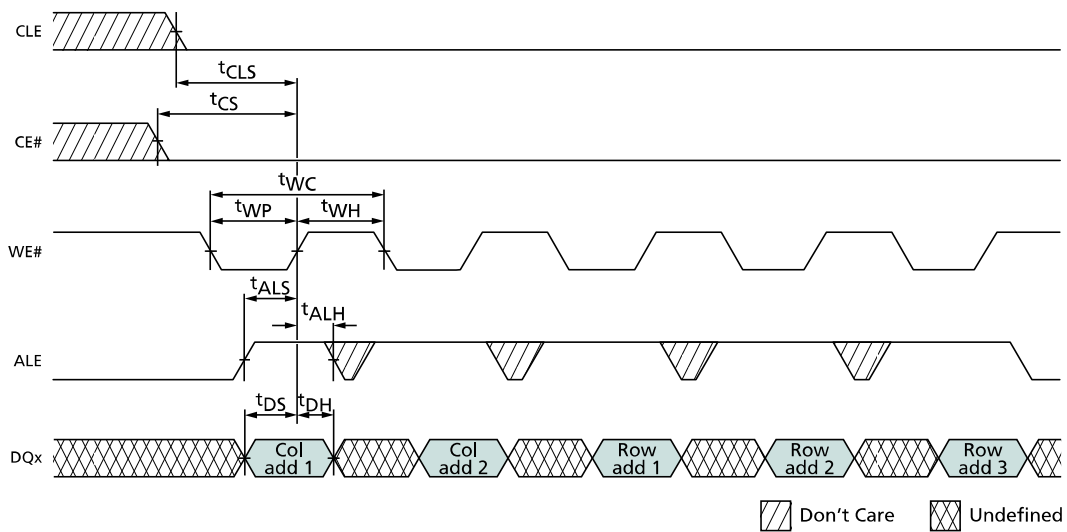 CLE
tCLS
tCS
CE#
tWC
tWP
tWH
WE#
tALS
tALH
ALE
tDS
tDH
DQx
Col add 1
Col add 2
Row add 1
Row add 2
Row add 3
Don't Care
Undefined